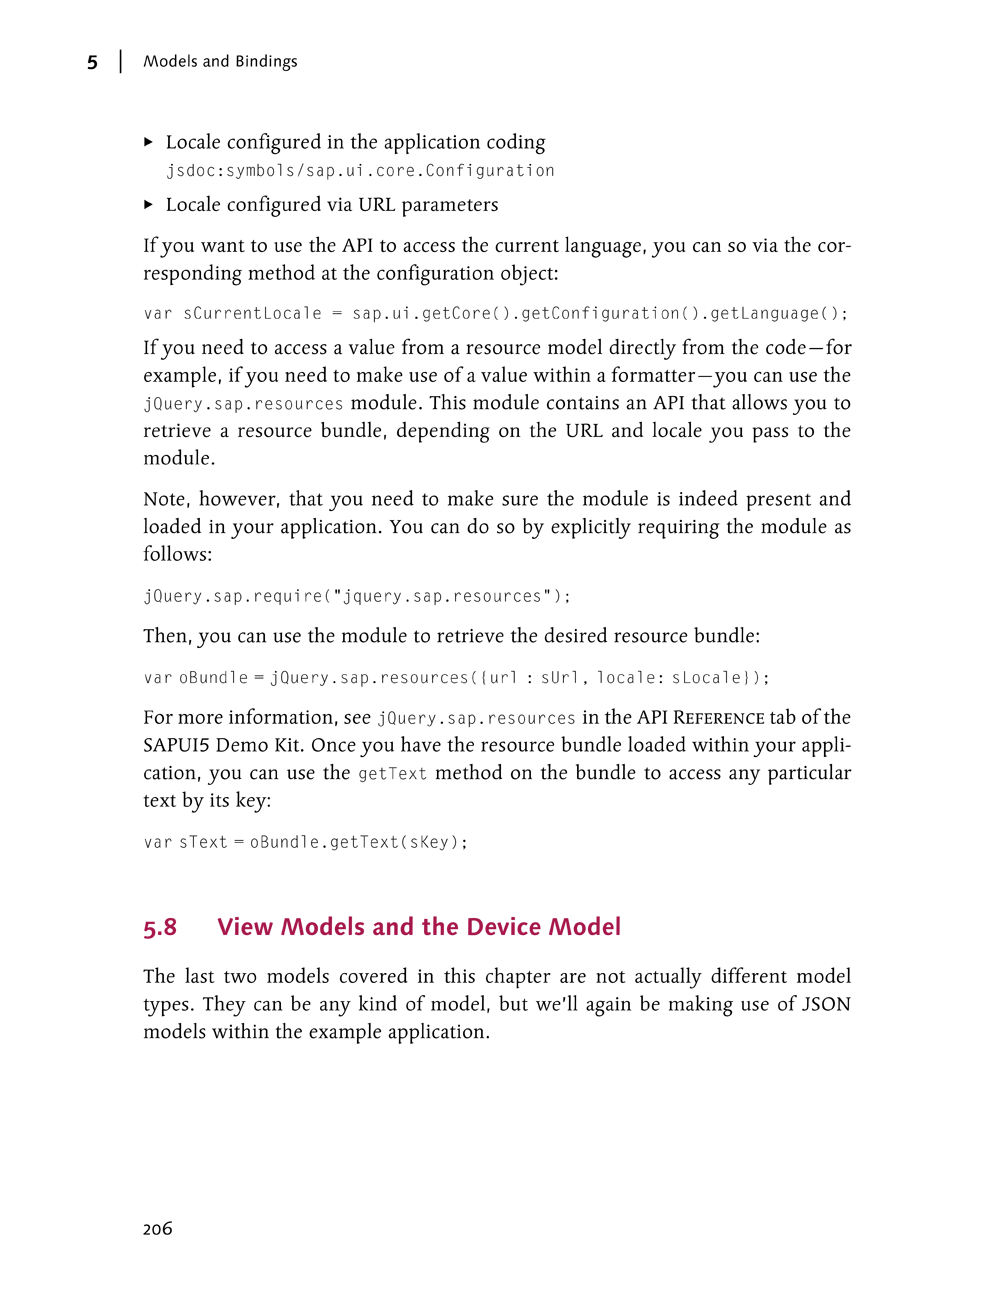 5 | Models and Bindings
▶ Locale configured in the application coding
jsdoc:symbols/sap.ui.core.Configuration
▶ Locale configured via URL parameters
If you want to use the API to access the current language, you can so via the cor-
responding method at the configuration object:
var sCurrentLocale = sap.ui.getCore().getConfiguration().getLanguage();
If you need to access a value from a resource model directly from the code—for
example, if you need to make use of a value within a formatter—you can use the
jQuery.sap.resources module. This module contains an API that allows you to
retrieve a resource bundle, depending on the URL and locale you pass to the
module.
Note, however, that you need to make sure the module is indeed present and
loaded in your application. You can do so by explicitly requiring the module as
follows:
jQuery.sap.require("jquery.sap.resources");
Then, you can use the module to retrieve the desired resource bundle:
var oBundle = jQuery.sap.resources({url : sUrl, locale: sLocale});
For more information, see jQuery.sap.resources in the API REFERENCE tab of the
SAPUI5 Demo Kit. Once you have the resource bundle loaded within your appli-
cation, you can use the getText method on the bundle to access any particular
text by its key:
var sText = oBundle.getText(sKey);
5.8 View Models and the Device Model
The last two models covered in this chapter are not actually different model
types. They can be any kind of model, but we’ll again be making use of JSON
models within the example application.
206